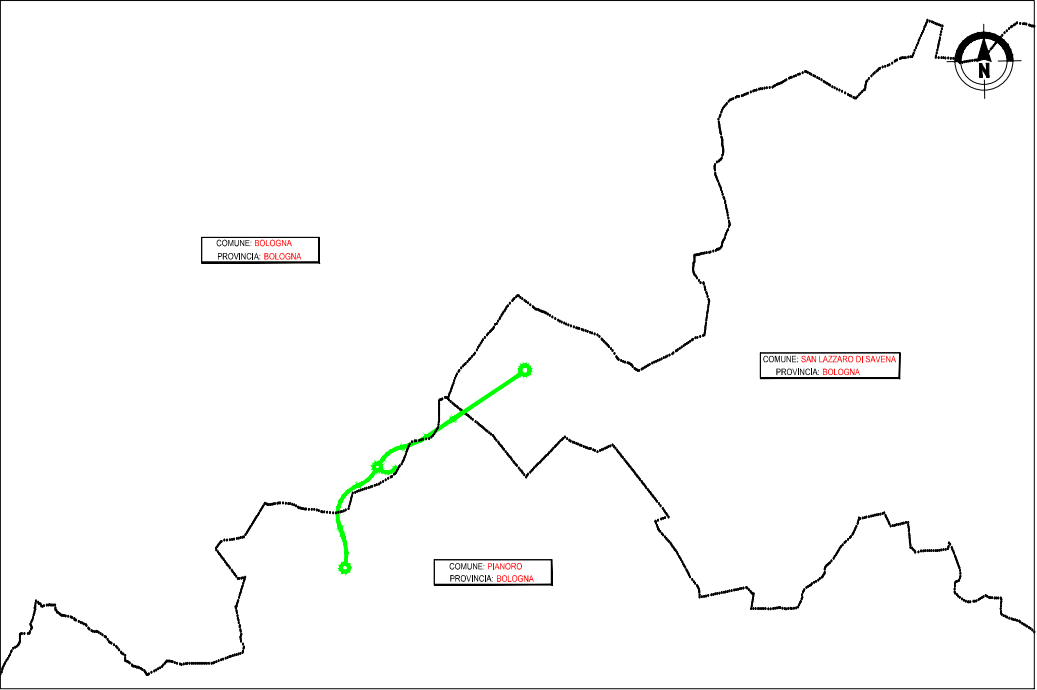 N
COMUNE: BOLOGNA
PROVINCIA: BOLOGNA
COMUNE: SAN LAZZARO DI SAVENA
PROVINCIA: BOLOGNA
COMUNE: PIANORO
PROVINCIA: BOLOGNA